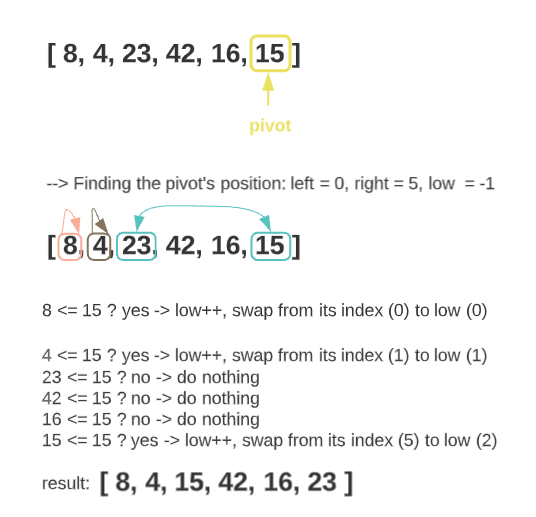 [ 8, 4, 23, 42, 16, 15 ]
pivot
--> Finding the pivot's position: left = 0, right = 5, low  = -1
[ 8, 4, 23, 42, 16, 15 ]
8 <= 15 ? yes -> low++, swap from its index (0) to low (0)
4 <= 15 ? yes -> low++, swap from its index (1) to low (1)
23 <= 15 ? no -> do nothing
42 <= 15 ? no -> do nothing
16 <= 15 ? no -> do nothing
15 <= 15 ? yes -> low++, swap from its index (5) to low (2)
result: [ 8, 4, 15, 42, 16, 23 ]